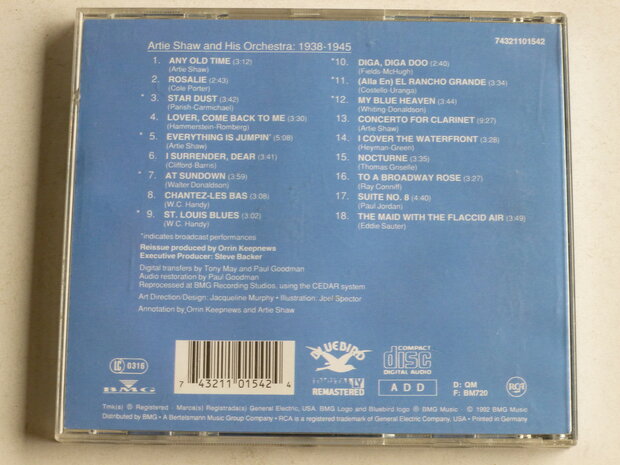 Artie Shaw and His Orchestra: 1938-1945
74321101542
1. ANY OLD TIME (3:12)
(Artie Shaw)
2. ROSALIE (2:43)
(Cole Porter)
* 3. STAR DUST (3:42)
(Parish-Carmichael)
4. LOVER, COME BACK TO ME (3:30)
(Hammerstein-Romberg)
* 5. EVERYTHING IS JUMPIN' (5:08)
(Artie Shaw)
6. I SURRENDER, DEAR (3:41)
(Clifford-Barris)
* 7. AT SUNDOWN (3:59)
(Walter Donaldson)
8. CHANTEZ-LES BAS (3:08)
(W.C. Handy)
* 9. ST. LOUIS BLUES (3:02)
(W.C. Handy)
*10. DIGA, DIGA DOO (2:40)
(Fields-McHugh)
*11. (Alla En) EL RANCHO GRANDE (3:34)
(Costello-Uranga)
*12. MY BLUE HEAVEN (3:44)
(Whiting-Donaldson)
13. CONCERTO FOR CLARINET (9:27)
(Artie Shaw)
14. I COVER THE WATERFRONT (3:28)
(Heyman-Green)
15. NOCTURNE (3:35)
(Thomas Griselle)
16. TO A BROADWAY ROSE (3:27)
(Ray Conniff)
17. SUITE NO. 8 (4:40)
(Paul Jordan)
18. THE MAID WITH THE FLACCID AIR (3:49)
(Eddie Sauter)
*indicates broadcast performances
Reissue produced by Orrin Keepnews
Executive Producer: Steve Backer
Digital transfers by Tony May and Paul Goodman
Audio restoration by Paul Goodman
Reprocessed at BMG Recording Studios, using the CEDAR system
Art Direction/Design: Jacqueline Murphy • Illustration: Joel Spector
Annotation by Orrin Keepnews and Artie Shaw
LC 0316
BMG
7 43211 01542 4
BLUEBIRD
DIGITALLY
REMASTERED
COMPACT
disc
DIGITAL AUDIO
ADD
D: QM
F: BM720
RCA
Tmk(s) ® Registered • Marca(s) Registrada(s) General Electric, USA. BMG Logo and Bluebird logo ® BMG Music • © 1992 BMG Music
Distributed by BMG • A Bertelsmann Music Group Company • RCA is a registered trademark of General Electric Company, USA • Printed in Germany